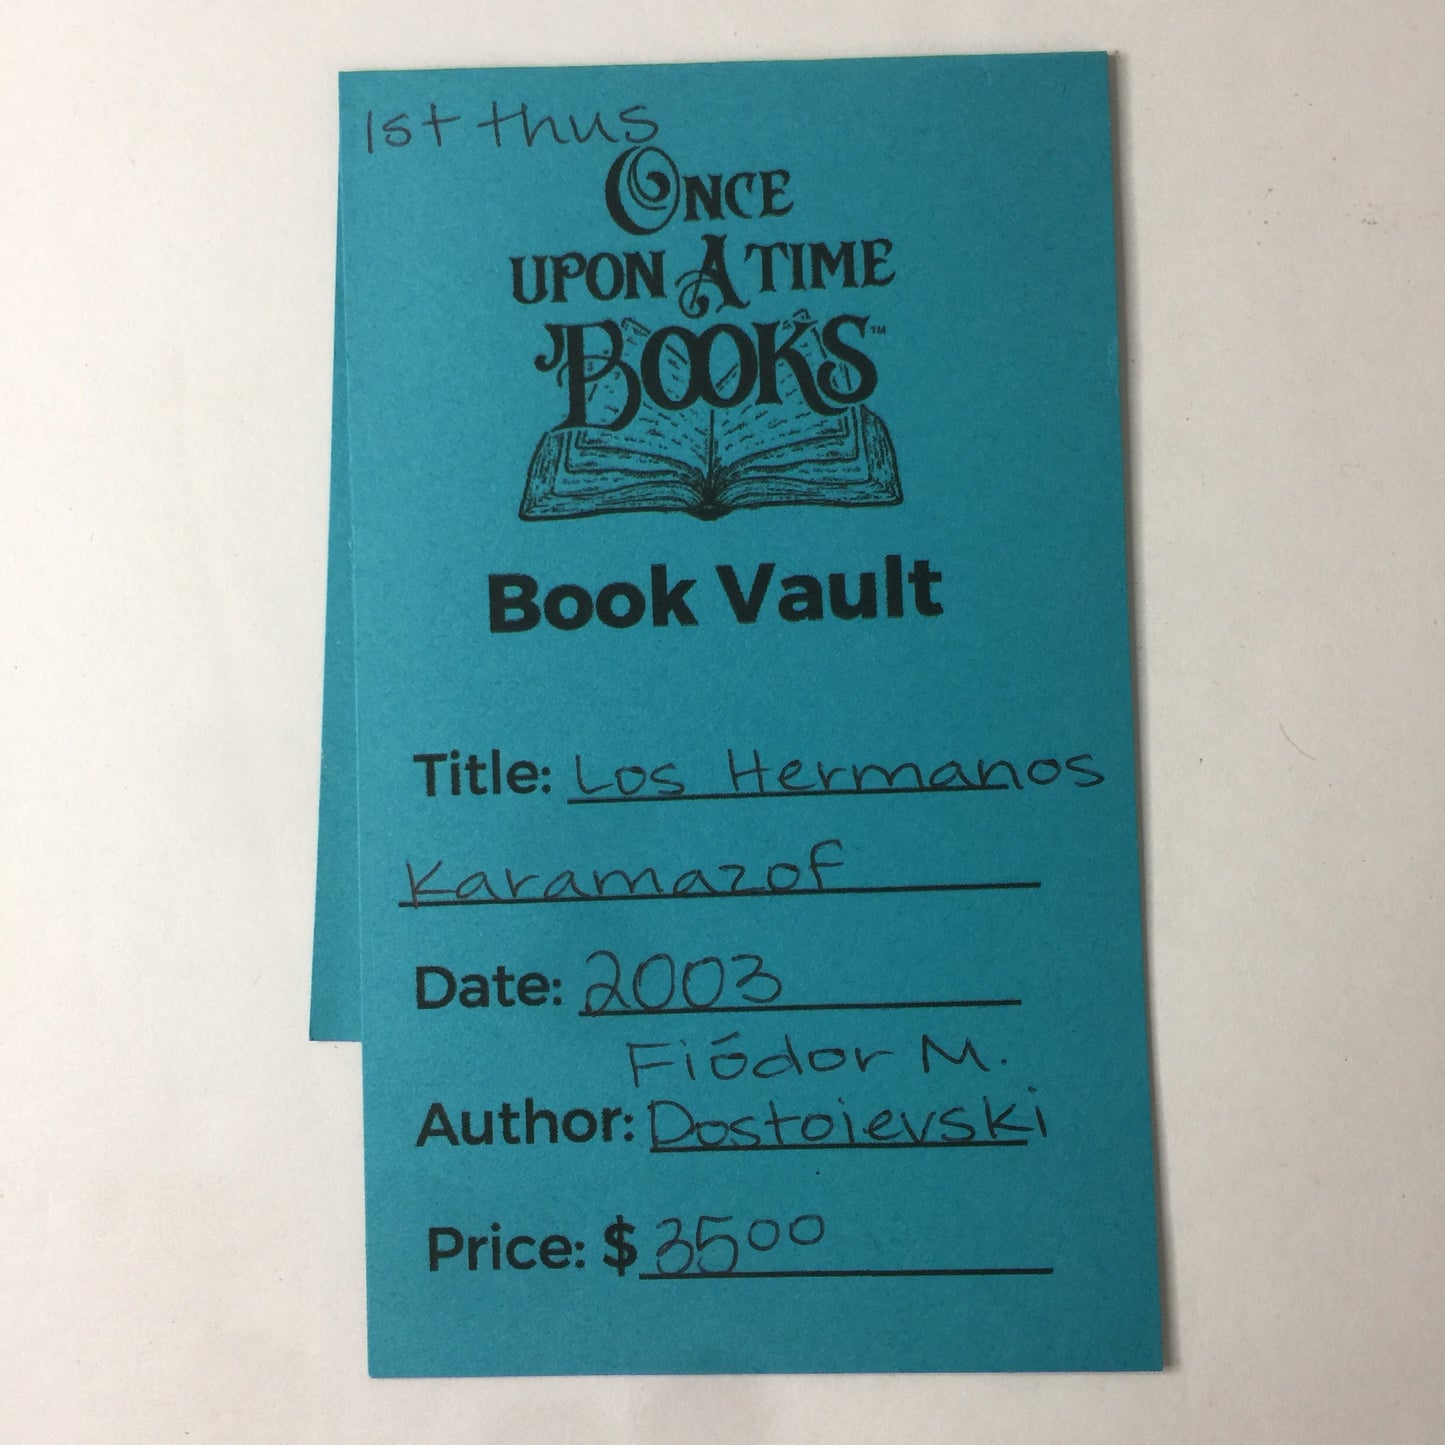 1st thus
ONCE
UPON A TIME
BOOKS™
Book Vault
Title: Los Hermanos
Karamazof
Date: 2003
Fiódor M.
Author: Dostoievski
Price: $ 35 00